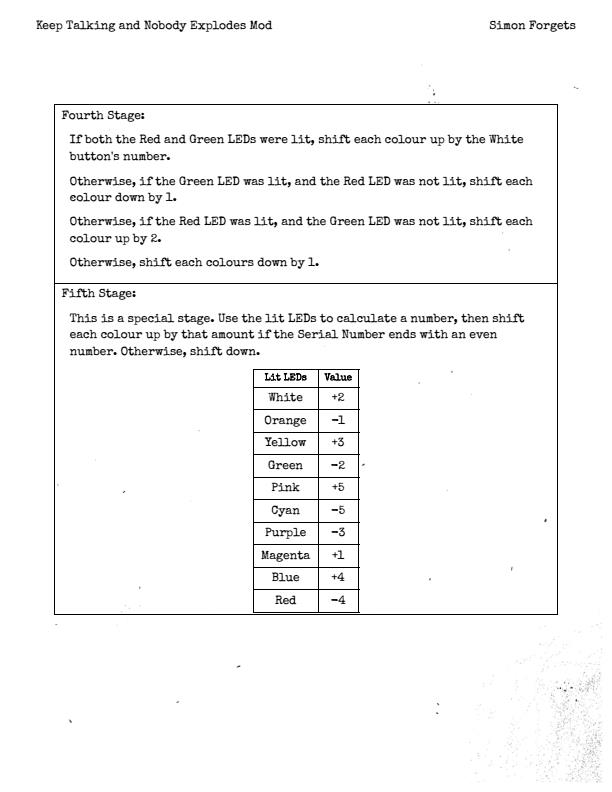 Keep Talking and Nobody Explodes Mod Simon Forgets
Fourth Stage:
If both the Red and Green LEDs were lit, shift each colour up by the White
button's number.
Otherwise, if the Green LED was lit, and the Red LED was not lit, shift each
colour down by 1.
Otherwise, if the Red LED was lit, and the Green LED was not lit, shift each
colour up by 2.
Otherwise, shift each colours down by 1.
Fifth Stage:
This is a special stage. Use the lit LEDs to calculate a number, then shift
each colour up by that amount if the Serial Number ends with an even
number. Otherwise, shift down.
Lit LEDs Value
White +2
Orange -1
Yellow +3
Green -2
Pink +5
Cyan -5
Purple -3
Magenta +1
Blue +4
Red -4